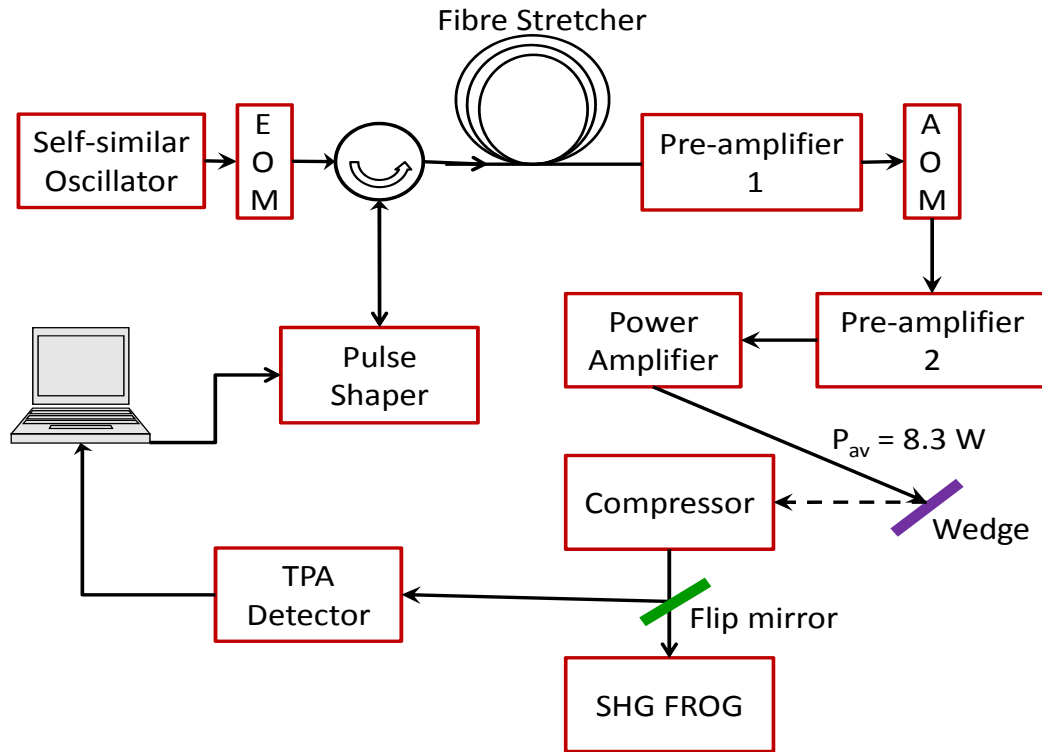 Fibre Stretcher
Self-similar
Oscillator
E
O
M
Pre-amplifier
1
A
O
M
Pulse
Shaper
Power
Amplifier
Pre-amplifier
2
P_av = 8.3 W
Compressor
Wedge
TPA
Detector
Flip mirror
SHG FROG